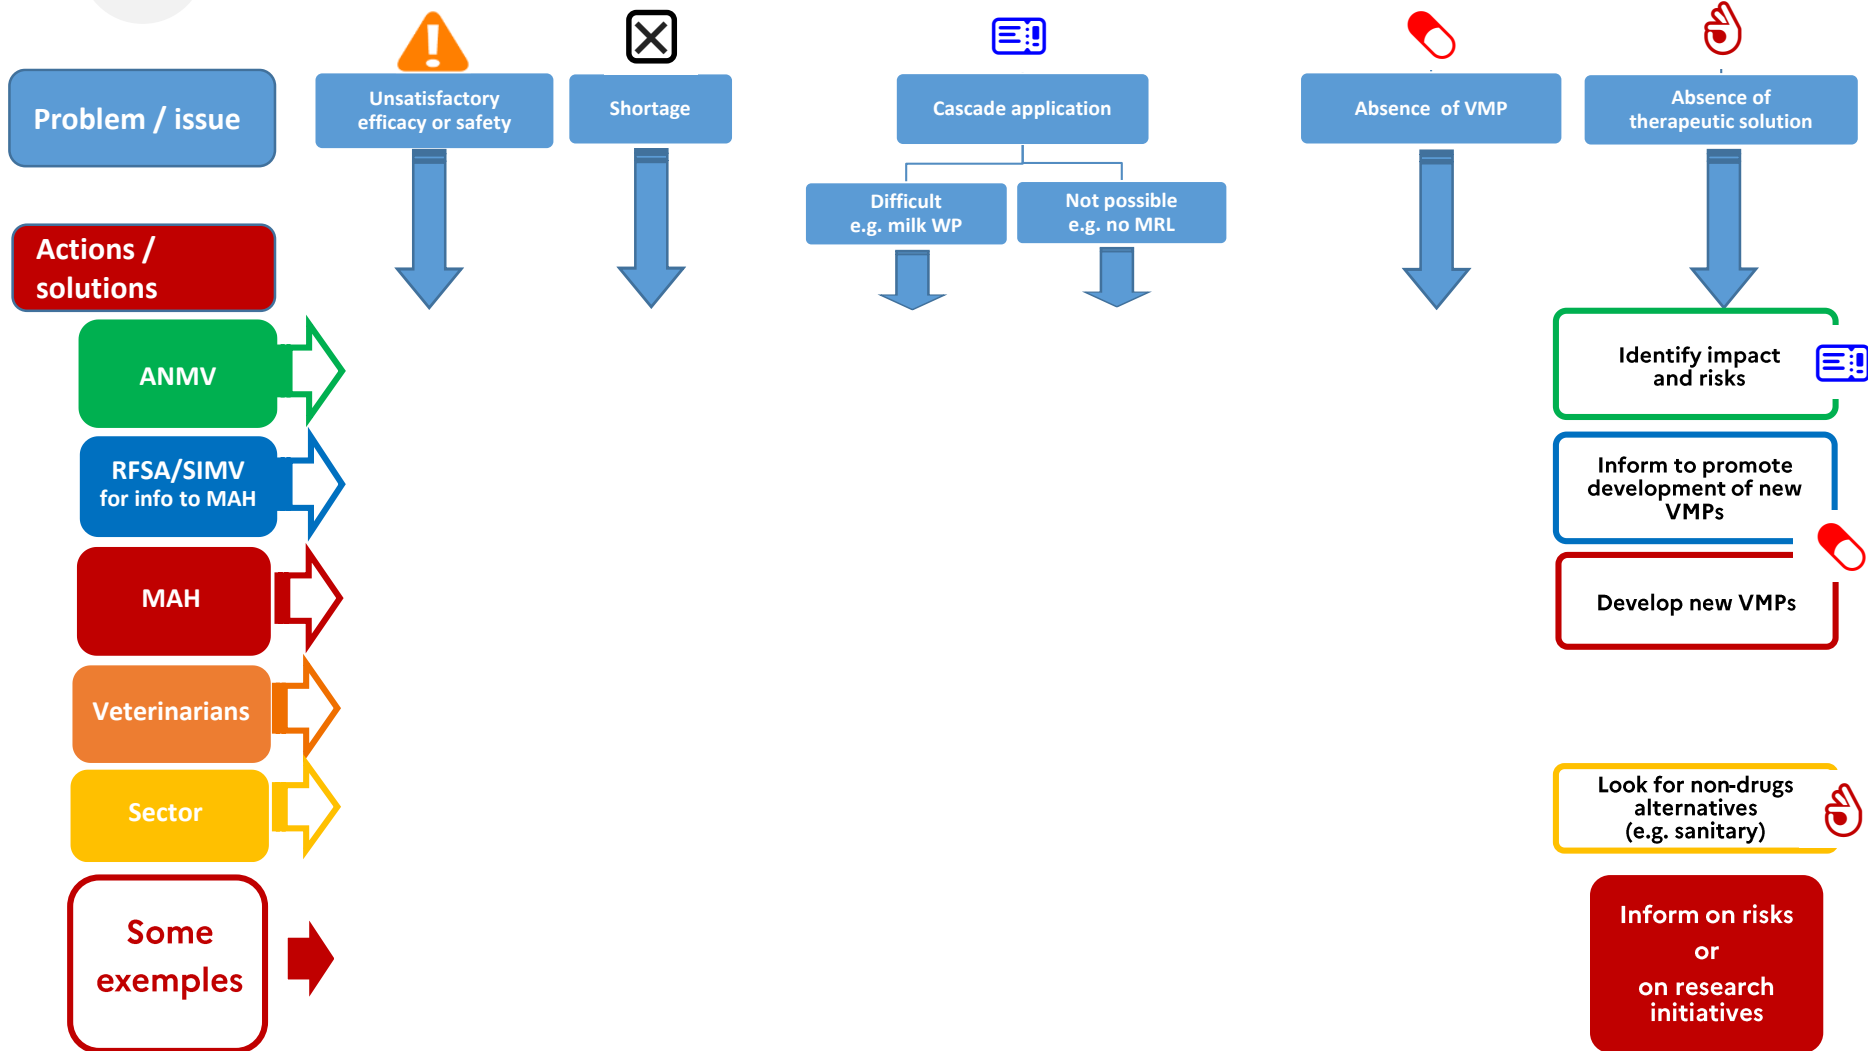 Problem / issue
Unsatisfactory
efficacy or safety
Shortage
Cascade application
Absence of VMP
Absence of
therapeutic solution
Difficult
e.g. milk WP
Not possible
e.g. no MRL
Actions /
solutions
ANMV
Identify impact
and risks
RFSA/SIMV
for info to MAH
Inform to promote
development of new
VMPs
MAH
Develop new VMPs
Veterinarians
Sector
Look for non-drugs
alternatives
(e.g. sanitary)
Some
exemples
Inform on risks
or
on research
initiatives